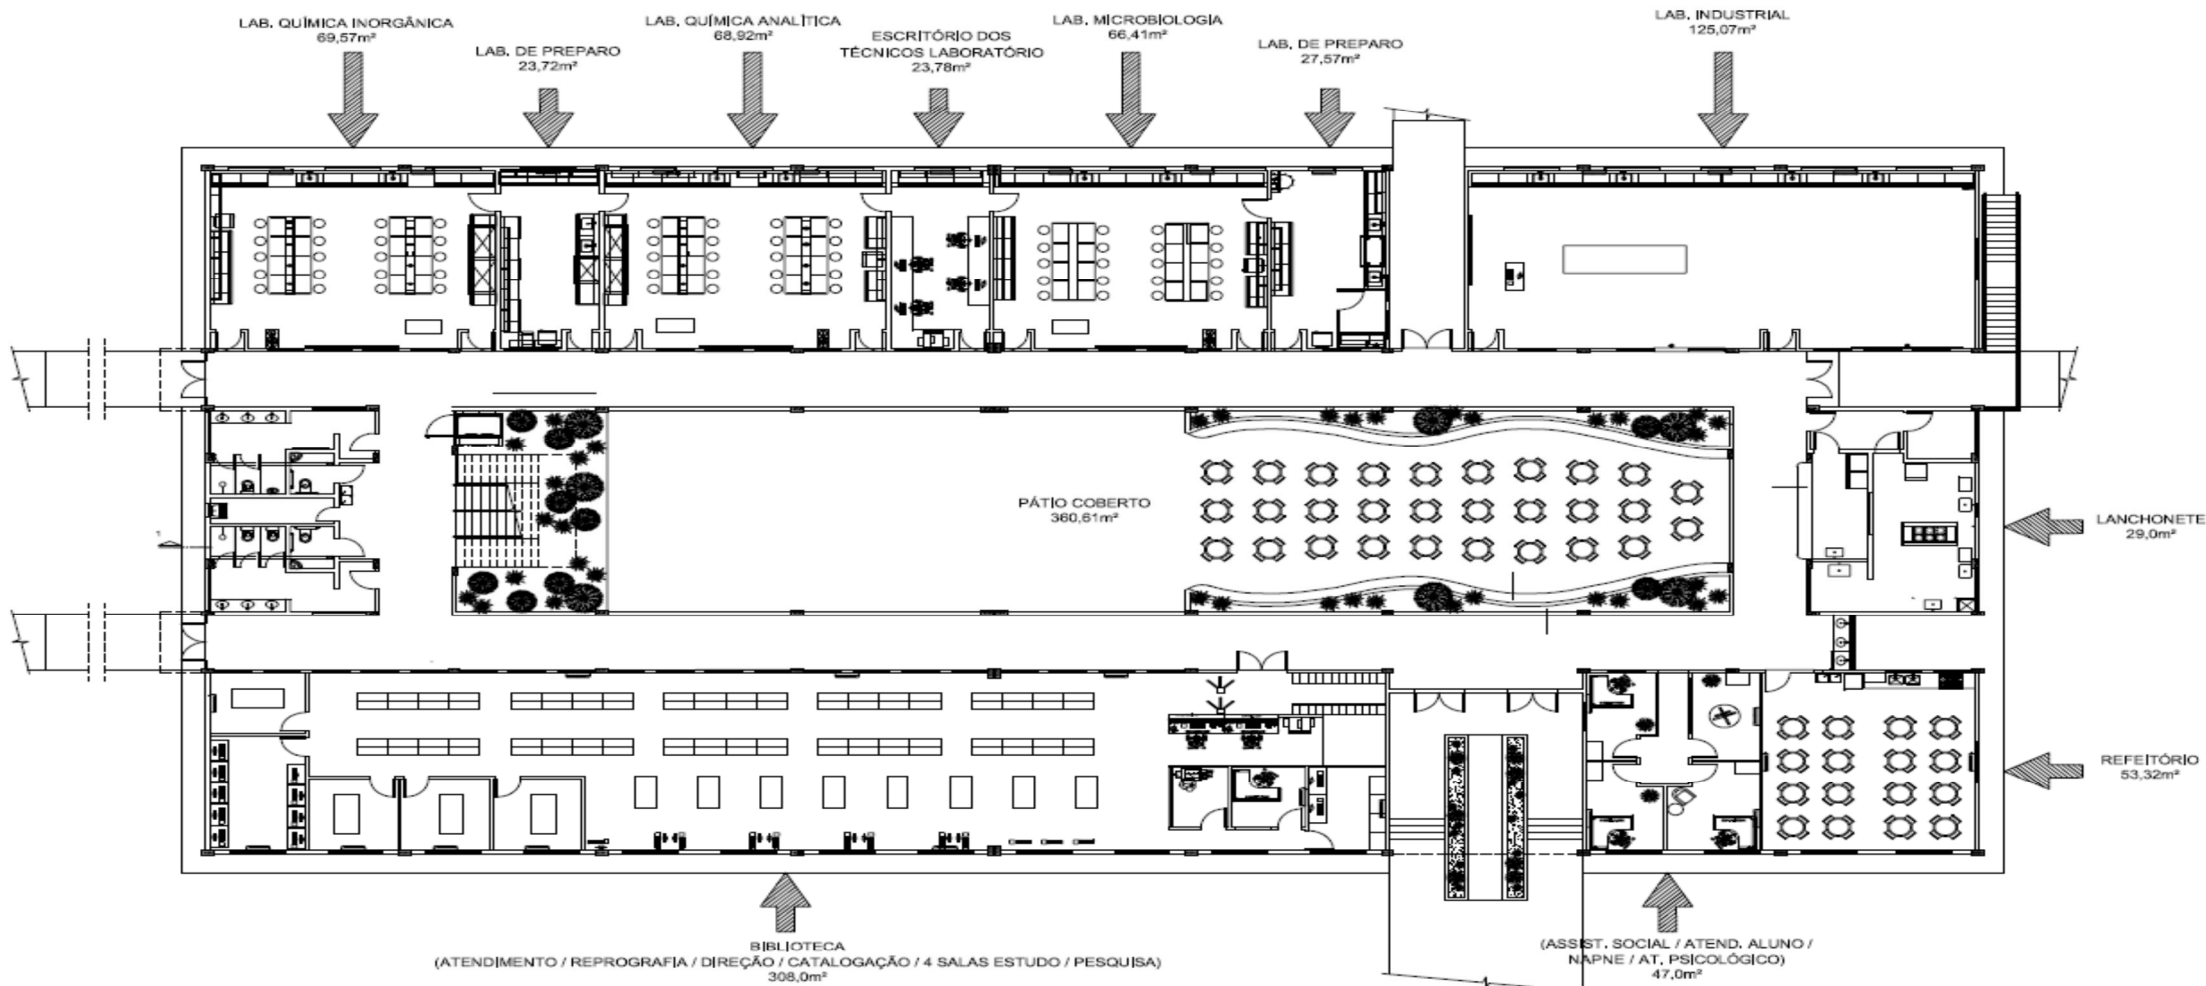 LAB. QUÍMICA INORGÂNICA
69,57m²
LAB. DE PREPARO
23,72m²
LAB. QUÍMICA ANALÍTICA
68,92m²
ESCRITÓRIO DOS
TÉCNICOS LABORATÓRIO
23,78m²
LAB. MICROBIOLOGIA
66,41m²
LAB. DE PREPARO
27,57m²
LAB. INDUSTRIAL
125,07m²
PÁTIO COBERTO
360,61m²
LANCHONETE
29,0m²
REFEITÓRIO
53,32m²
BIBLIOTECA
(ATENDIMENTO / REPROGRAFIA / DIREÇÃO / CATALOGAÇÃO / 4 SALAS ESTUDO / PESQUISA)
308,0m²
(ASSIST. SOCIAL / ATEND. ALUNO /
NAPNE / AT. PSICOLÓGICO)
47,0m²